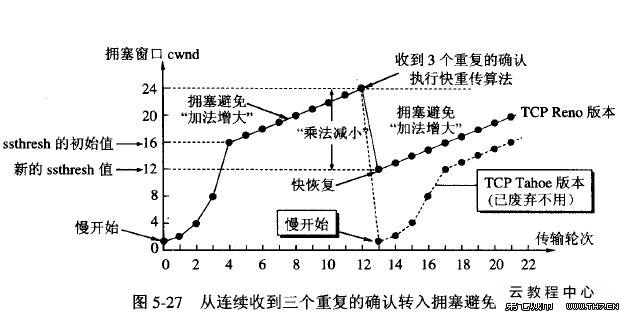 拥塞窗口 cwnd
收到 3 个重复的确认
执行快重传算法
24
20
16
12
8
4
0
拥塞避免
“加法增大”
“乘法减小”
拥塞避免
“加法增大”
TCP Reno 版本
ssthresh 的初始值
新的 ssthresh 值
快恢复
TCP Tahoe 版本
(已废弃不用)
慢开始
慢开始
传输轮次
0 2 4 6 8 10 12 14 16 18 20 22
图 5-27 从连续收到三个重复的确认转入拥塞避免
云教程中心